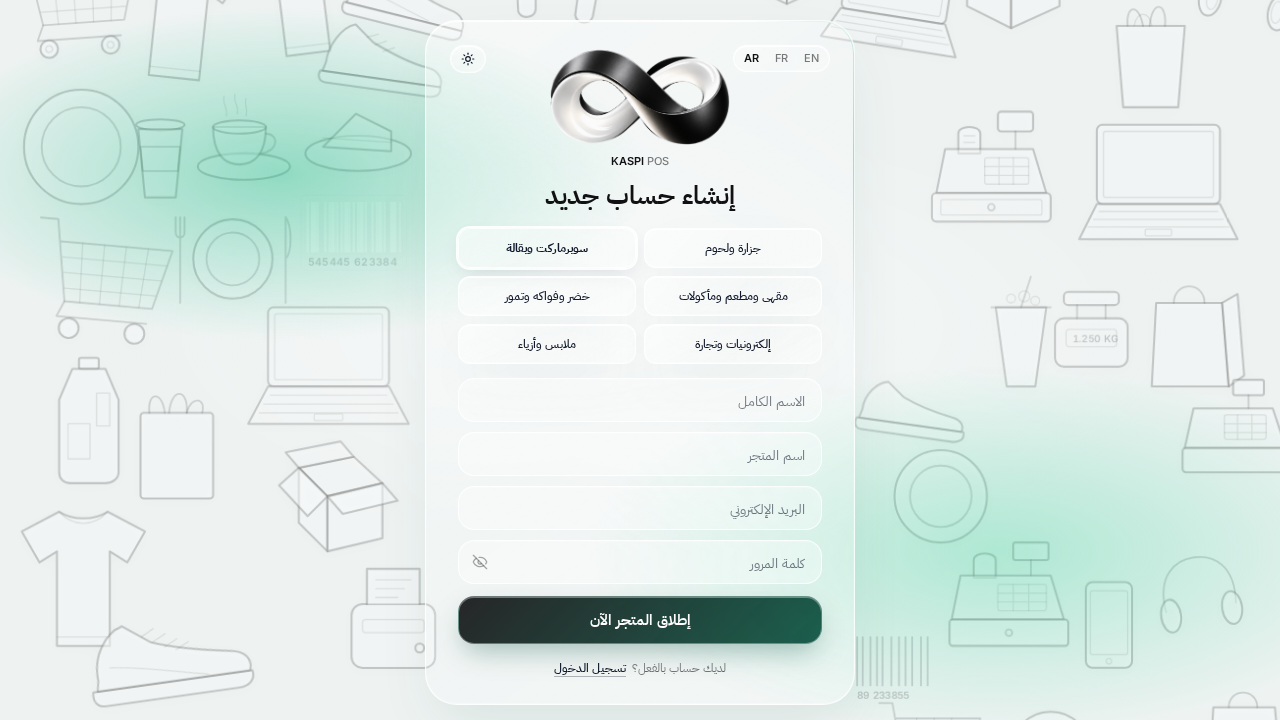 AR FR EN
KASPI POS
إنشاء حساب جديد
جزارة ولحوم
سوبرماركت وبقالة
مقهى ومطعم ومأكولات
خضر وفواكه وتمور
إلكترونيات وتجارة
ملابس وأزياء
الاسم الكامل
اسم المتجر
البريد الإلكتروني
كلمة المرور
إطلاق المتجر الآن
لديك حساب بالفعل؟ تسجيل الدخول
545445 623384
1.250 KG
89 233855